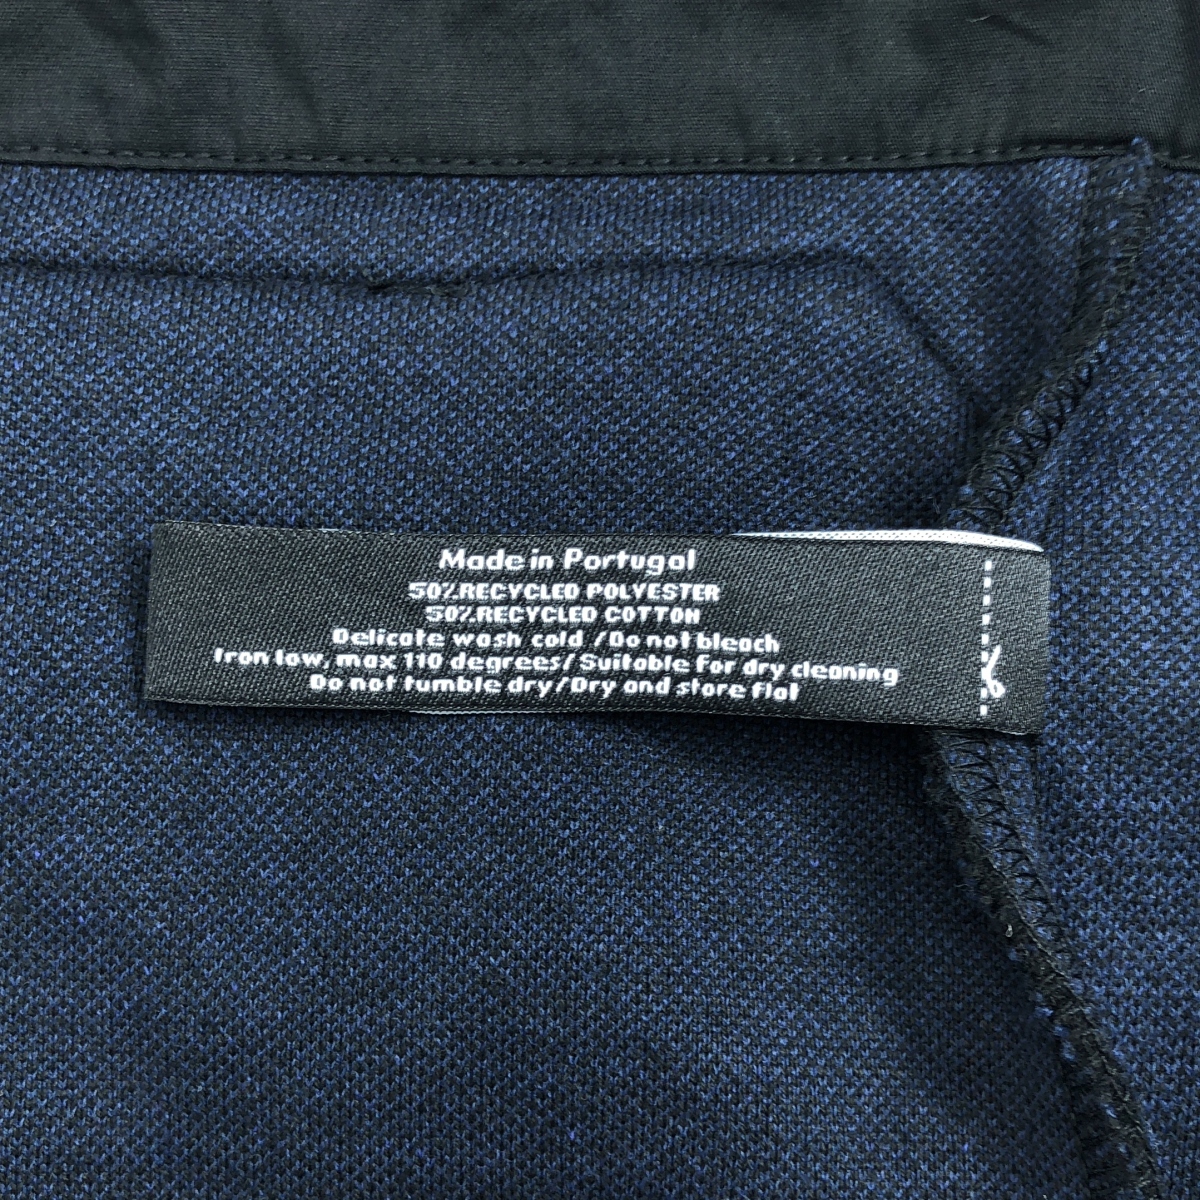 Made in Portugal
50%RECYCLED POLYESTER
50%RECYCLED COTTON
Delicate wash cold /Do not bleach
Iron low, max 110 degrees/Suitable for dry cleaning
Do not tumble dry/Dry and store flat